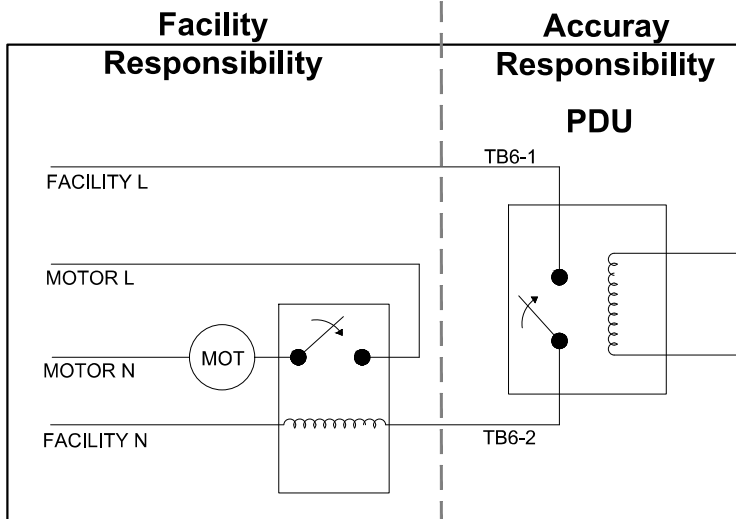 Facility
Responsibility
Accuray
Responsibility
PDU
TB6-1
FACILITY L
MOTOR L
MOTOR N
MOT
FACILITY N
TB6-2